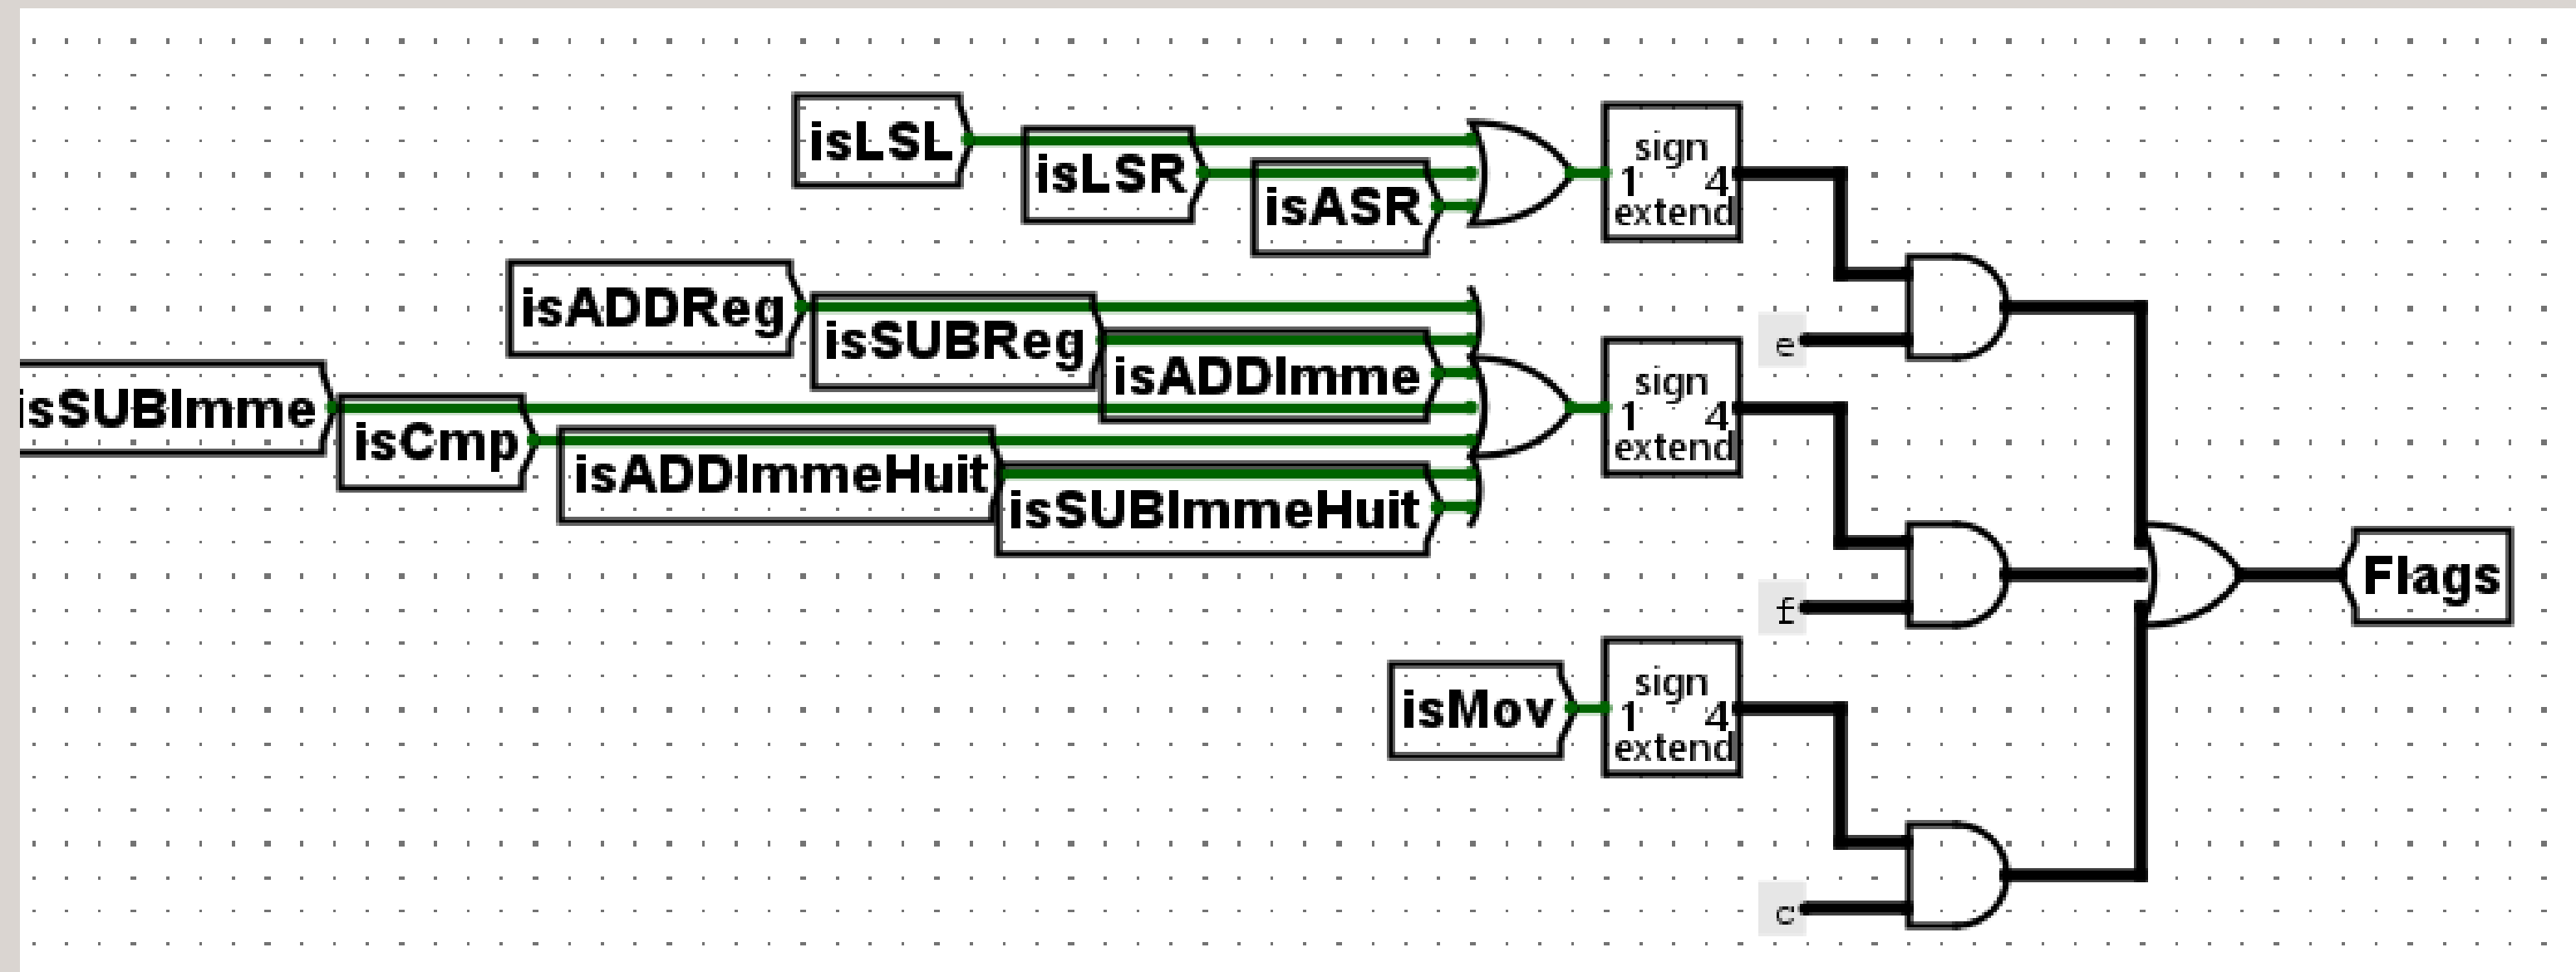 isLSL
isLSR
isASR
sign
1 4
extend
isADDReg
isSUBReg
isADDImme
isSUBImme
isCmp
isADDImmeHuit
isSUBImmeHuit
sign
1 4
extend
e
f
isMov
sign
1 4
extend
c
Flags